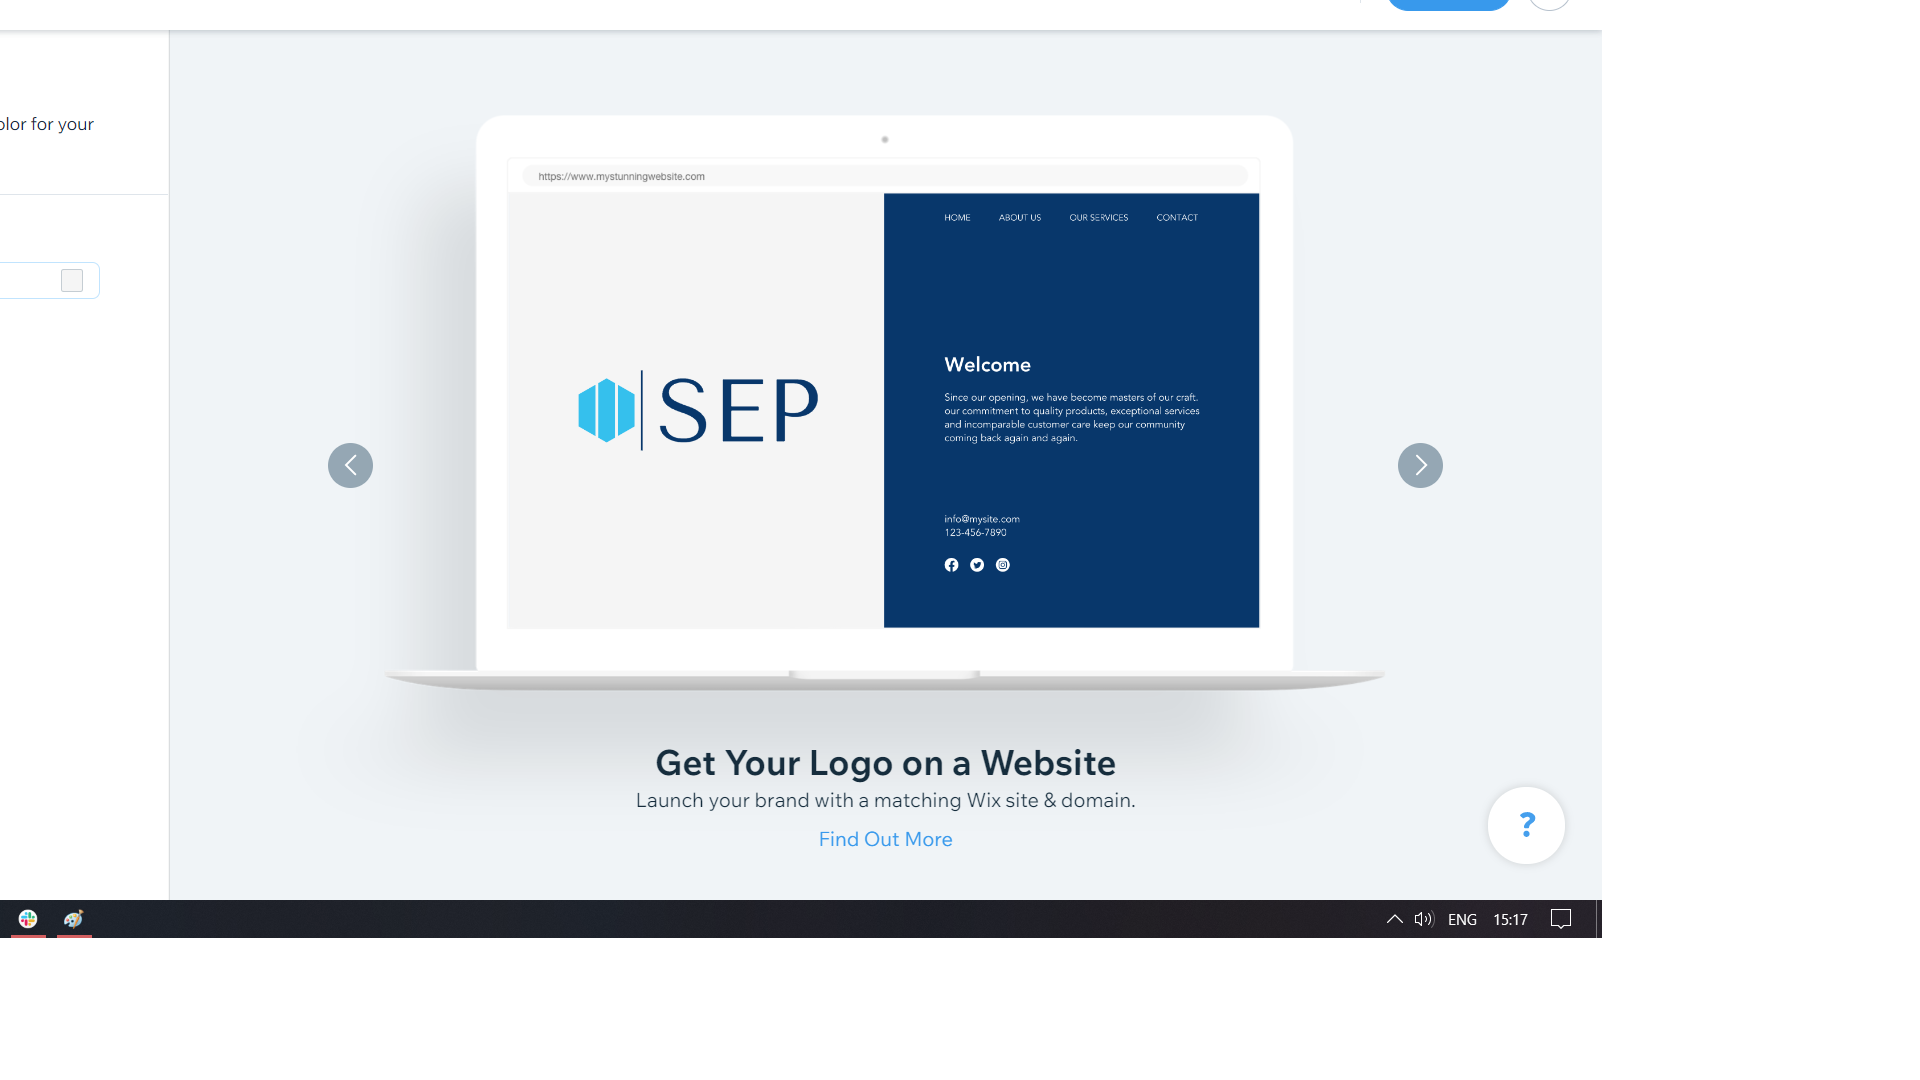 olor for your
https://www.mystunningwebsite.com
HOME ABOUT US OUR SERVICES CONTACT
SEP
Welcome
Since our opening, we have become masters of our craft.
our commitment to quality products, exceptional services
and incomparable customer care keep our community
coming back again and again.
info@mysite.com
123-456-7890
Get Your Logo on a Website
Launch your brand with a matching Wix site & domain.
Find Out More
?
ENG 15:17